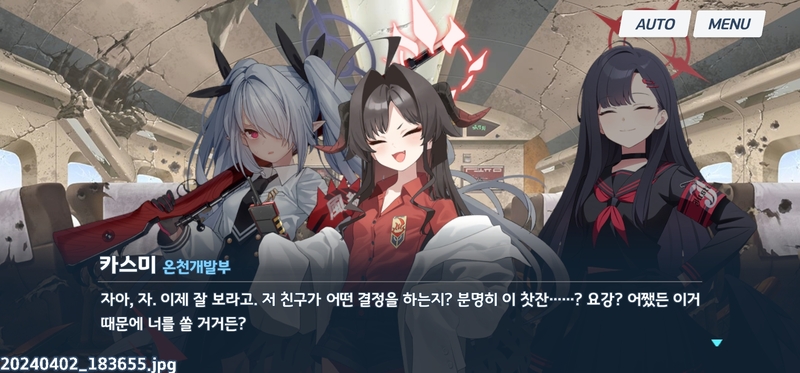 AUTO
MENU
카스미 온천개발부
자아, 자. 이제 잘 보라고. 저 친구가 어떤 결정을 하는지? 분명히 이 찻잔……? 요강? 어쨌든 이거
때문에 너를 쏠 거거든?
20240402_183655.jpg